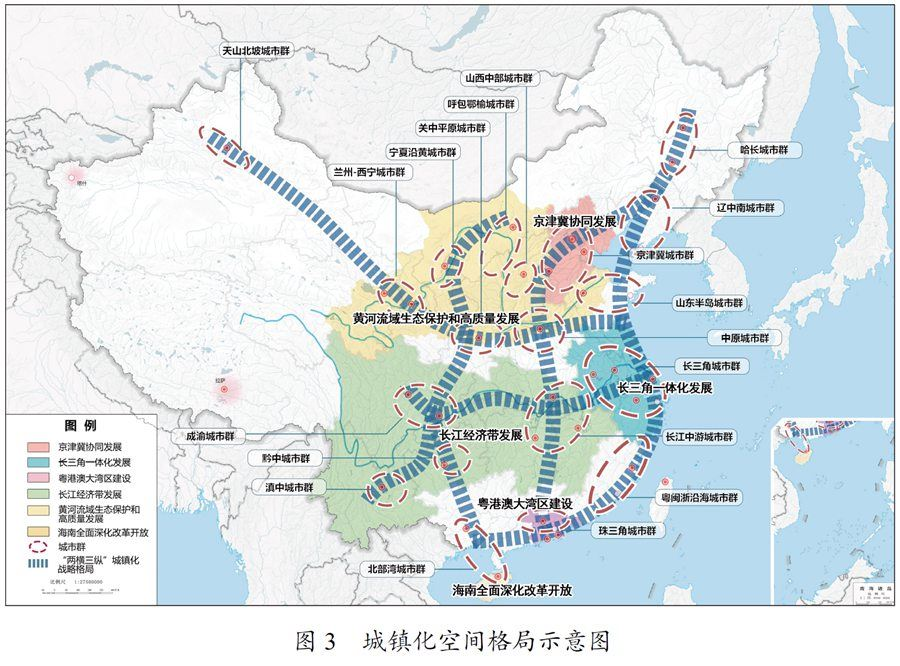 天山北坡城市群
山西中部城市群
呼包鄂榆城市群
关中平原城市群
宁夏沿黄城市群
兰州-西宁城市群
哈长城市群
喀什
辽中南城市群
京津冀协同发展
京津冀城市群
山东半岛城市群
黄河流域生态保护和高质量发展
中原城市群
长三角城市群
拉萨
长三角一体化发展
成渝城市群
长江经济带发展
长江中游城市群
黔中城市群
滇中城市群
粤闽浙沿海城市群
粤港澳大湾区建设
珠三角城市群
北部湾城市群
海南全面深化改革开放
图例
京津冀协同发展
长三角一体化发展
粤港澳大湾区建设
长江经济带发展
黄河流域生态保护和
高质量发展
海南全面深化改革开放
城市群
“两横三纵”城镇化
战略格局
比例尺 1:27600000
南海诸岛
图 3 城镇化空间格局示意图